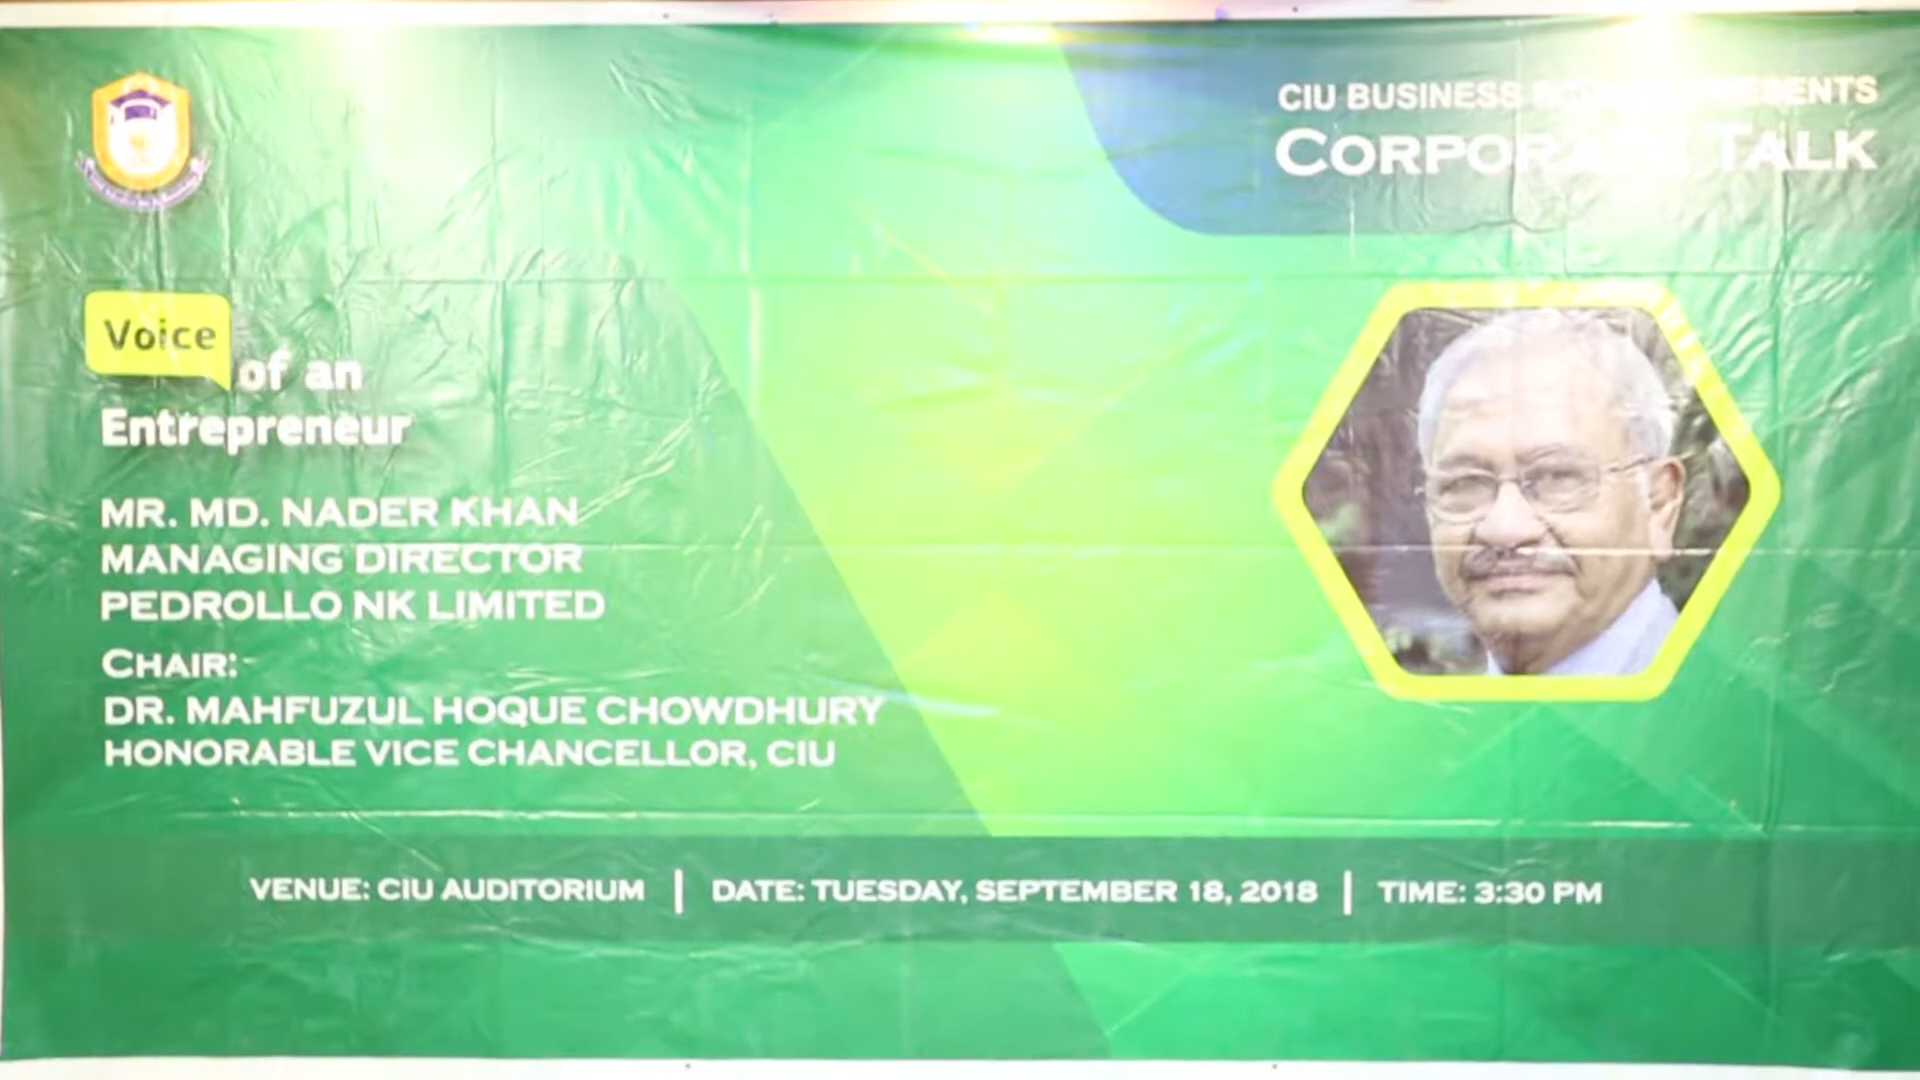 CIU BUSINESS
CORPORATE TALK
Voice
of an
Entrepreneur
MR. MD. NADER KHAN
MANAGING DIRECTOR
PEDROLLO NK LIMITED
CHAIR:
DR. MAHFUZUL HOQUE CHOWDHURY
HONORABLE VICE CHANCELLOR, CIU
VENUE: CIU AUDITORIUM | DATE: TUESDAY, SEPTEMBER 18, 2018 | TIME: 3:30 PM